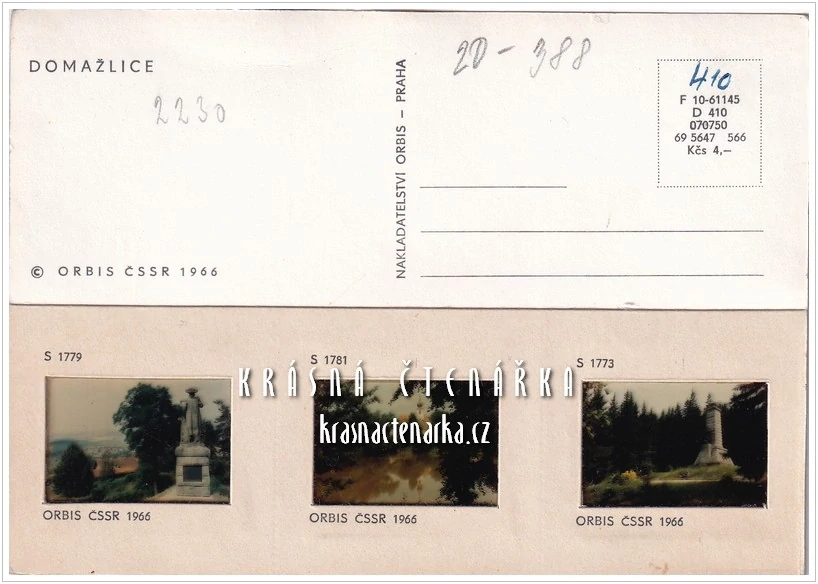 DOMAŽLICE
2230
© ORBIS ČSSR 1966
NAKLADATELSTVÍ ORBIS – PRAHA
2D - 388
410
F 10-61145
D 410
070750
69 5647 566
Kčs 4,–
S 1779
S 1781
S 1773
KRÁSNÁ ČTENÁŘKA
krasnactenarka.cz
ORBIS ČSSR 1966
ORBIS ČSSR 1966
ORBIS ČSSR 1966